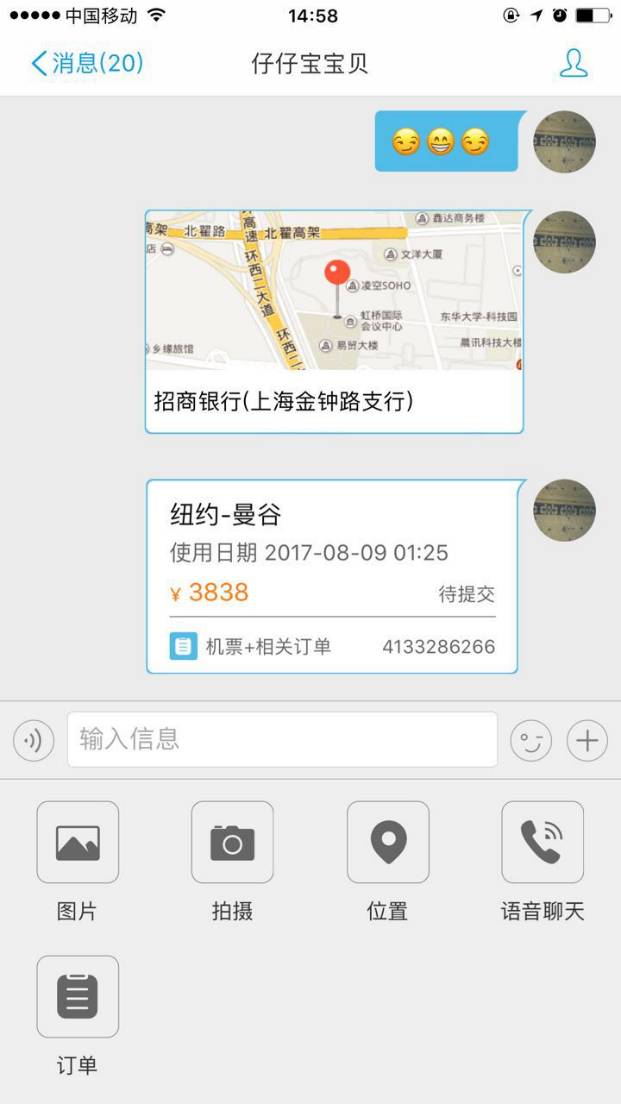 中国移动 14:58
消息(20) 仔仔宝宝贝
鑫达商务楼
高架 北翟路 北翟高架
店
高速
环西二大道
文洋大厦
凌空SOHO
虹桥国际
会议中心
东华大学-科技园
易贸大楼
晨讯科技大楼
乡缘旅馆
环西二
招商银行(上海金钟路支行)
纽约-曼谷
使用日期 2017-08-09 01:25
¥ 3838 待提交
机票+相关订单 4133286266
输入信息
图片 拍摄 位置 语音聊天
订单